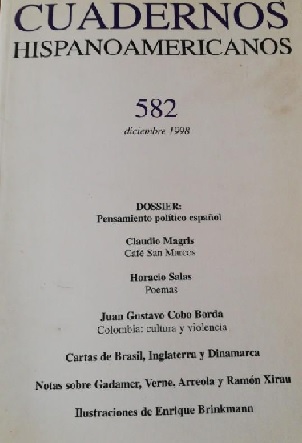 CUADERNOS
HISPANOAMERICANOS
582
diciembre 1998
DOSSIER:
Pensamiento político español
Claudio Magris
Café San Marcos
Horacio Salas
Poemas
Juan Gustavo Cobo Borda
Colombia: cultura y violencia
Cartas de Brasil, Inglaterra y Dinamarca
Notas sobre Gadamer, Verne, Arreola y Ramón Xirau
Ilustraciones de Enrique Brinkmann